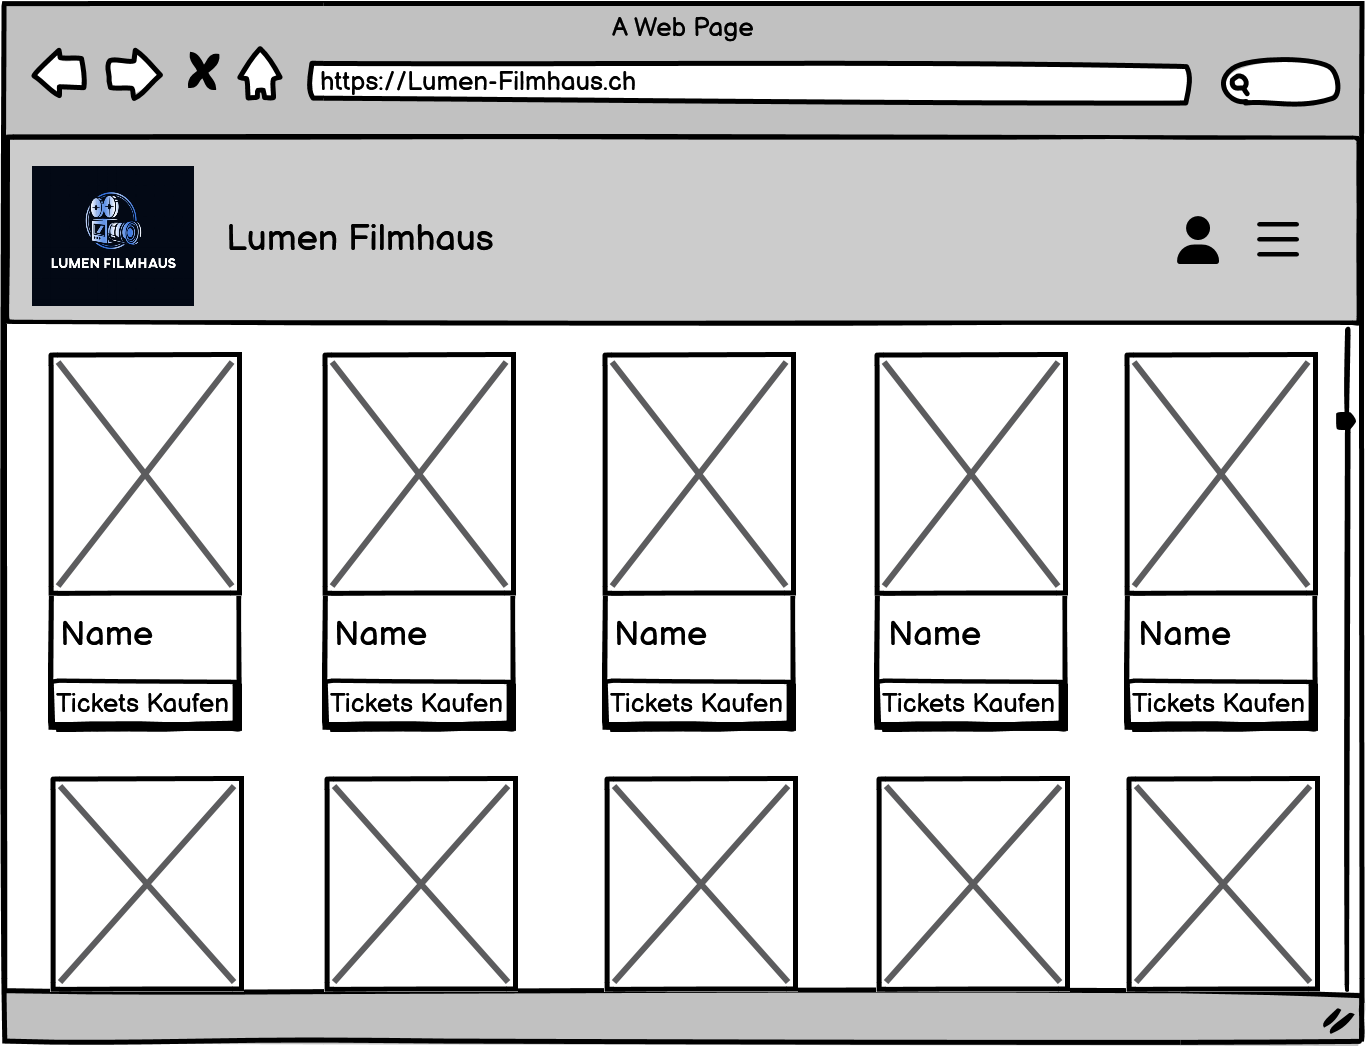 A Web Page
https://Lumen-Filmhaus.ch
LUMEN FILMHAUS
Lumen Filmhaus
Name
Name
Name
Name
Name
Tickets Kaufen
Tickets Kaufen
Tickets Kaufen
Tickets Kaufen
Tickets Kaufen